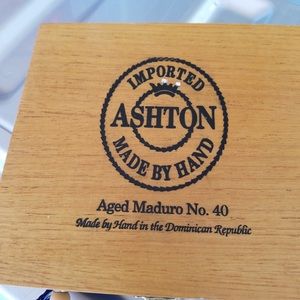 IMPORTED
ASHTON
MADE BY HAND
Aged Maduro No. 40
Made by Hand in the Dominican Republic